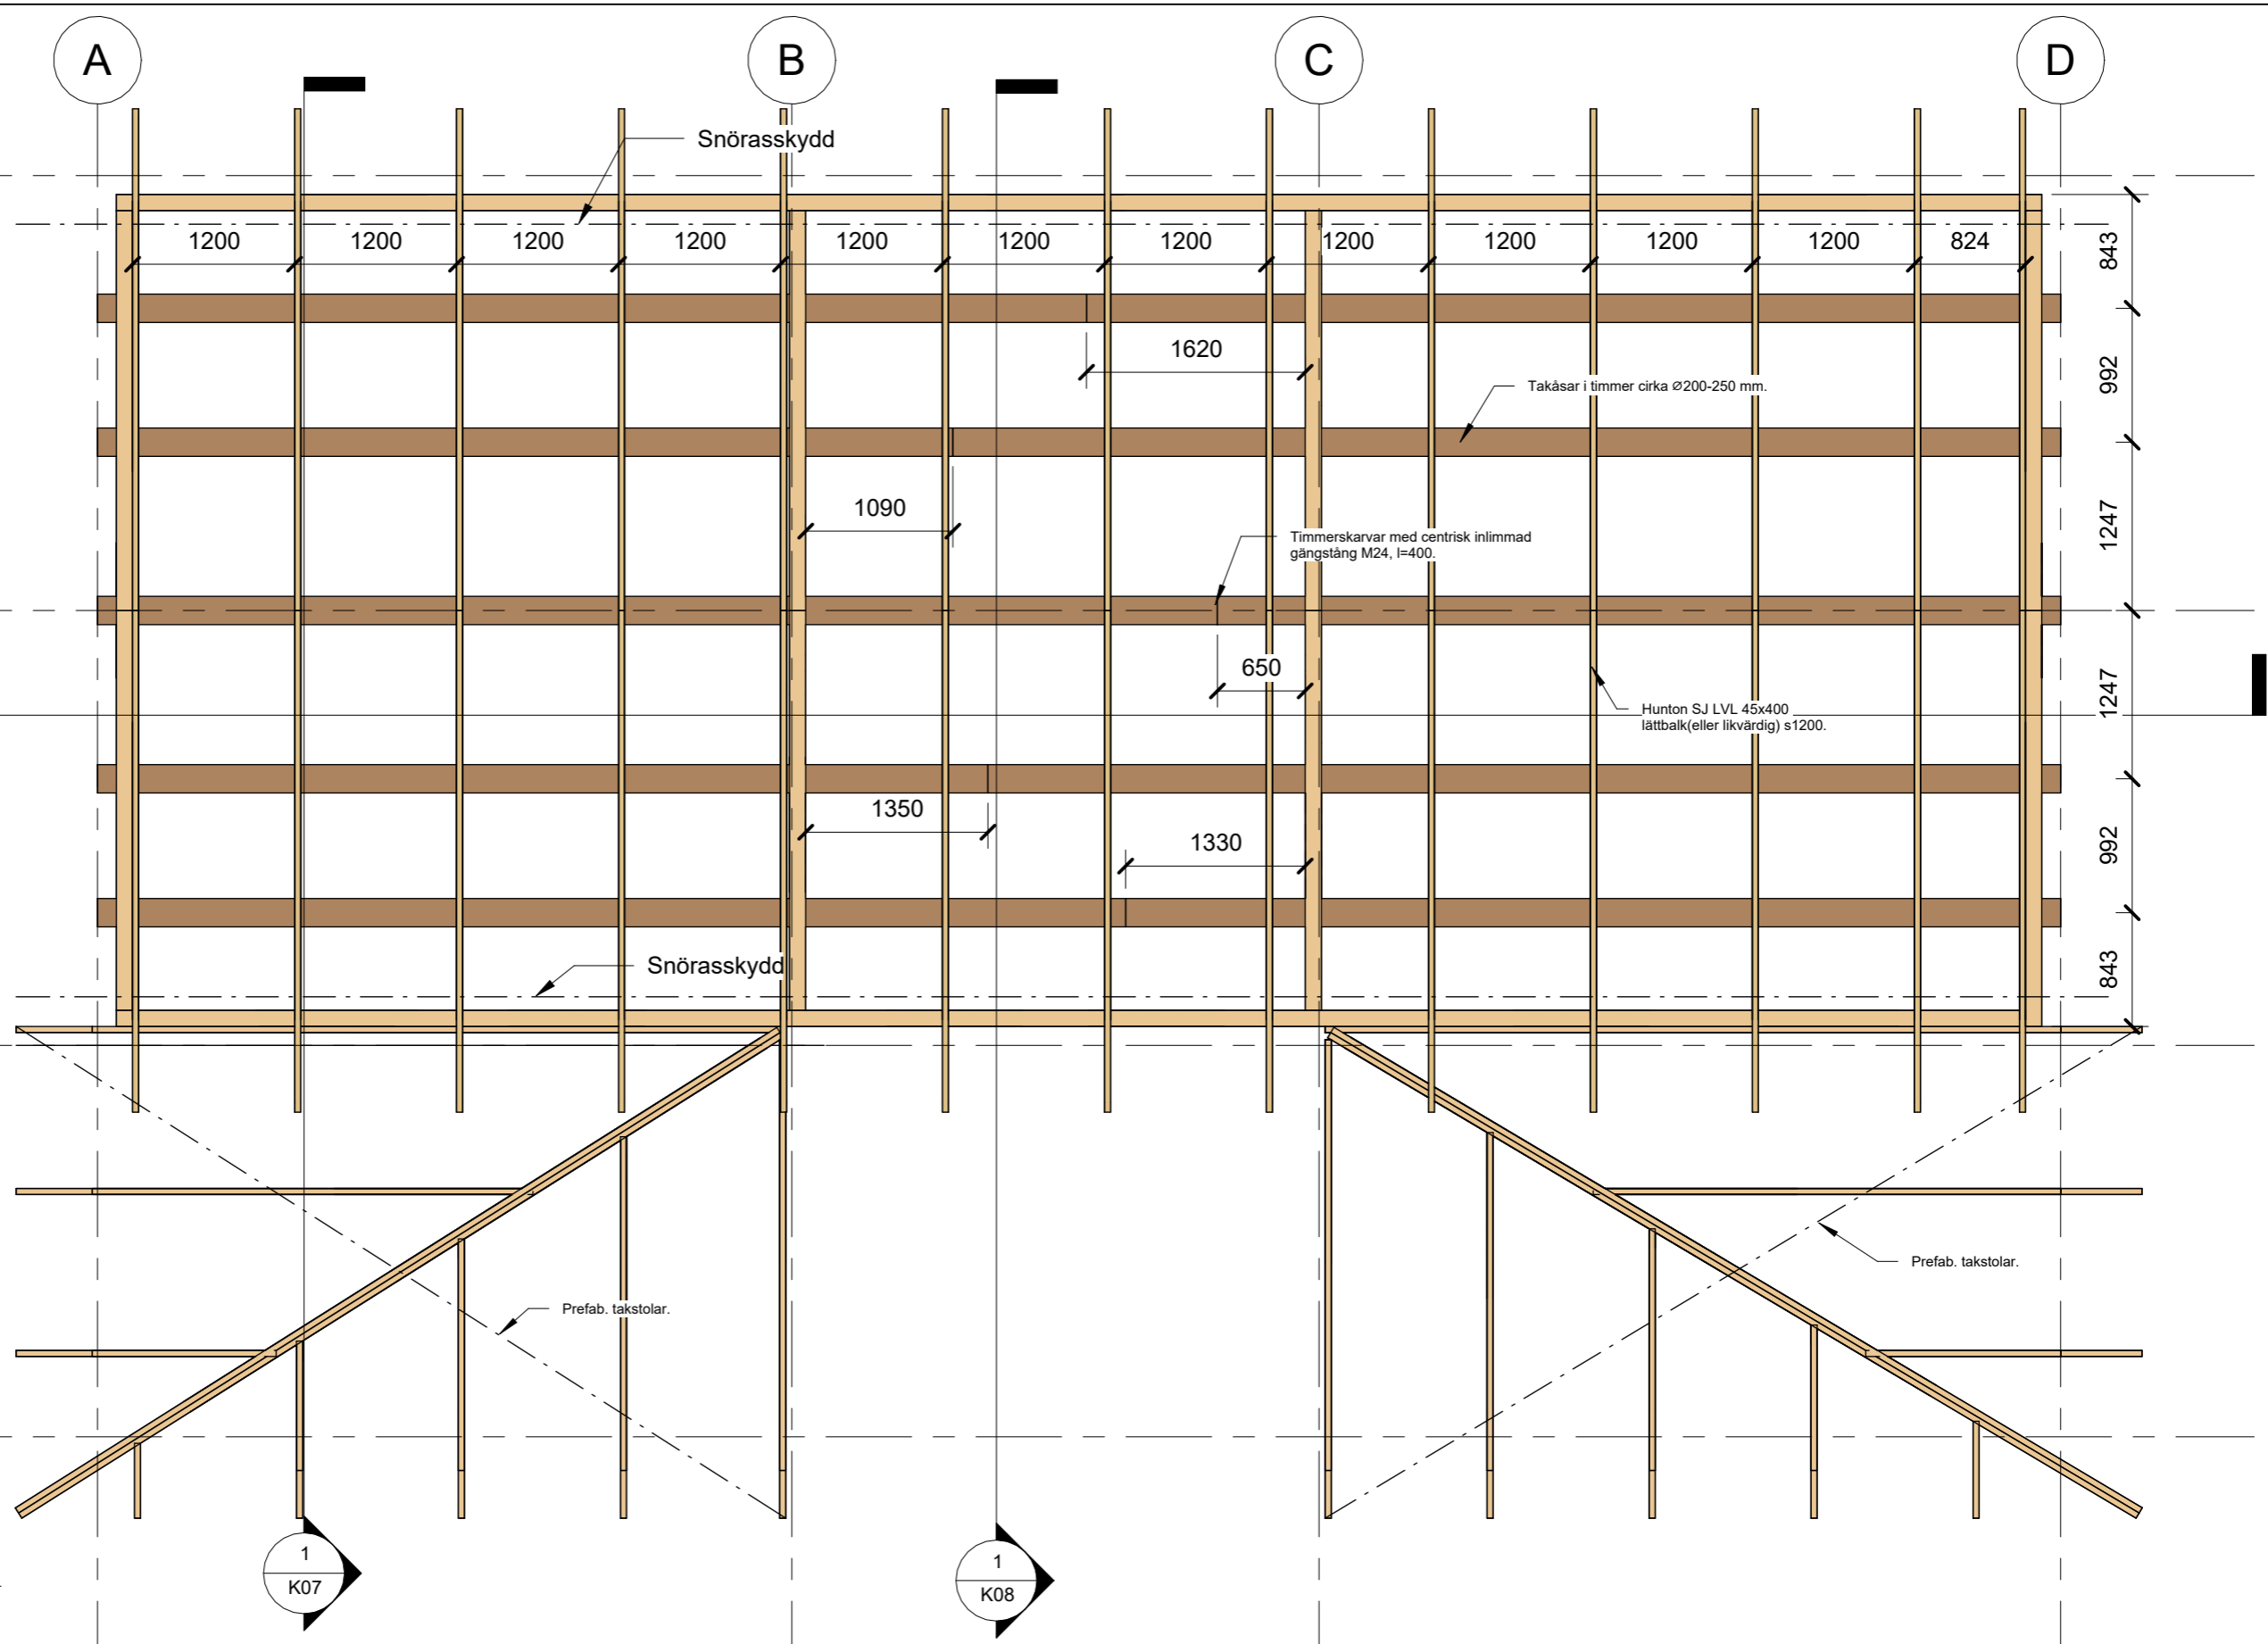 A
B
C
D
Snörasskydd
1200
1200
1200
1200
1200
1200
1200
1200
1200
1200
1200
824
843
1620
992
Takåsar i timmer cirka Ø200-250 mm.
1090
1247
Timmerskarvar med centrisk inlimmad
gängstång M24, l=400.
650
1247
Hunton SJ LVL 45x400
lättbalk(eller likvärdig) s1200.
1350
1330
992
Snörasskydd
843
Prefab. takstolar.
Prefab. takstolar.
1
K07
1
K08